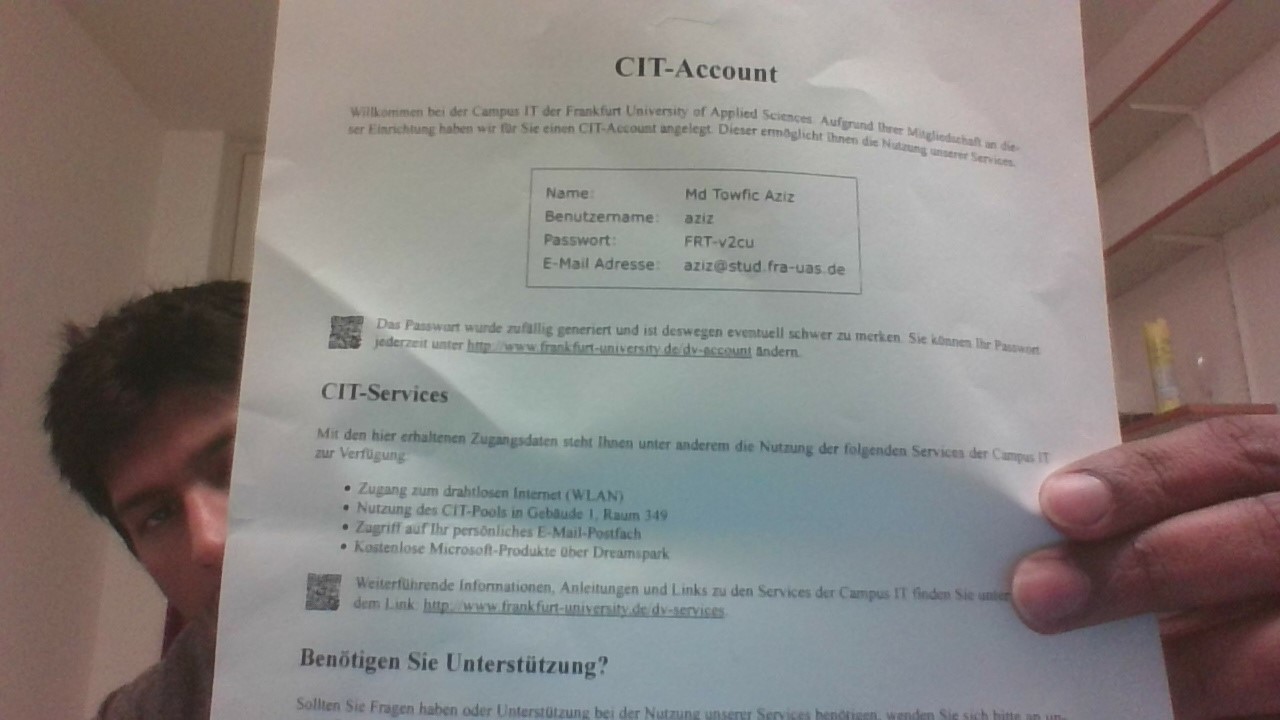 CIT-Account
Willkommen bei der Campus IT der Frankfurt University of Applied Sciences. Aufgrund Ihrer Mitgliedschaft an die-
ser Einrichtung haben wir für Sie einen CIT-Account angelegt. Dieser ermöglicht Ihnen die Nutzung unserer Services.
Name: Md Towfic Aziz
Benutzername: aziz
Passwort: FRT-v2cu
E-Mail Adresse: aziz@stud.fra-uas.de
Das Passwort wurde zufällig generiert und ist deswegen eventuell schwer zu merken. Sie können Ihr Passwort
jederzeit unter http://www.frankfurt-university.de/dv-account ändern.
CIT-Services
Mit den hier erhaltenen Zugangsdaten steht Ihnen unter anderem die Nutzung der folgenden Services der Campus IT
zur Verfügung:
• Zugang zum drahtlosen Internet (WLAN)
• Nutzung des CIT-Pools in Gebäude 1, Raum 349
• Zugriff auf Ihr persönliches E-Mail-Postfach
• Kostenlose Microsoft-Produkte über Dreamspark
Weiterführende Informationen, Anleitungen und Links zu den Services der Campus IT finden Sie unter
dem Link: http://www.frankfurt-university.de/dv-services.
Benötigen Sie Unterstützung?
Sollten Sie Fragen haben oder Unterstützung bei der Nutzung unserer Services benötigen, wenden Sie sich bitte an un-